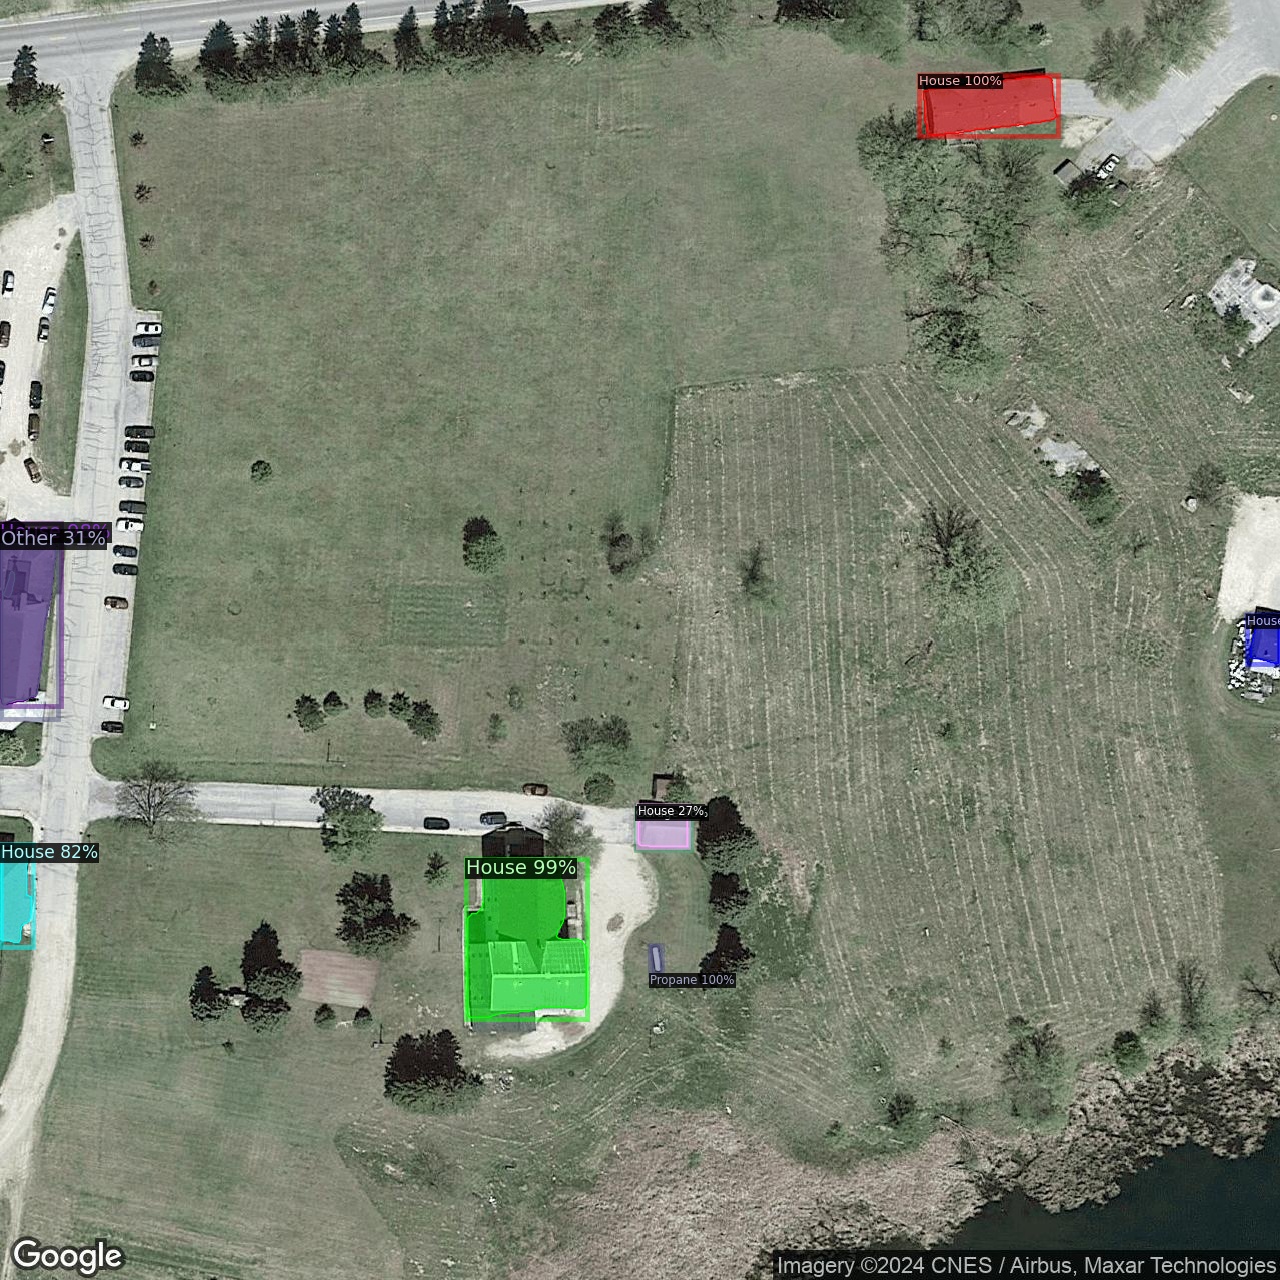 House 100%
Other 31%
House
House 27%
House 82%
House 99%
Propane 100%
Google
Imagery ©2024 CNES / Airbus, Maxar Technologies